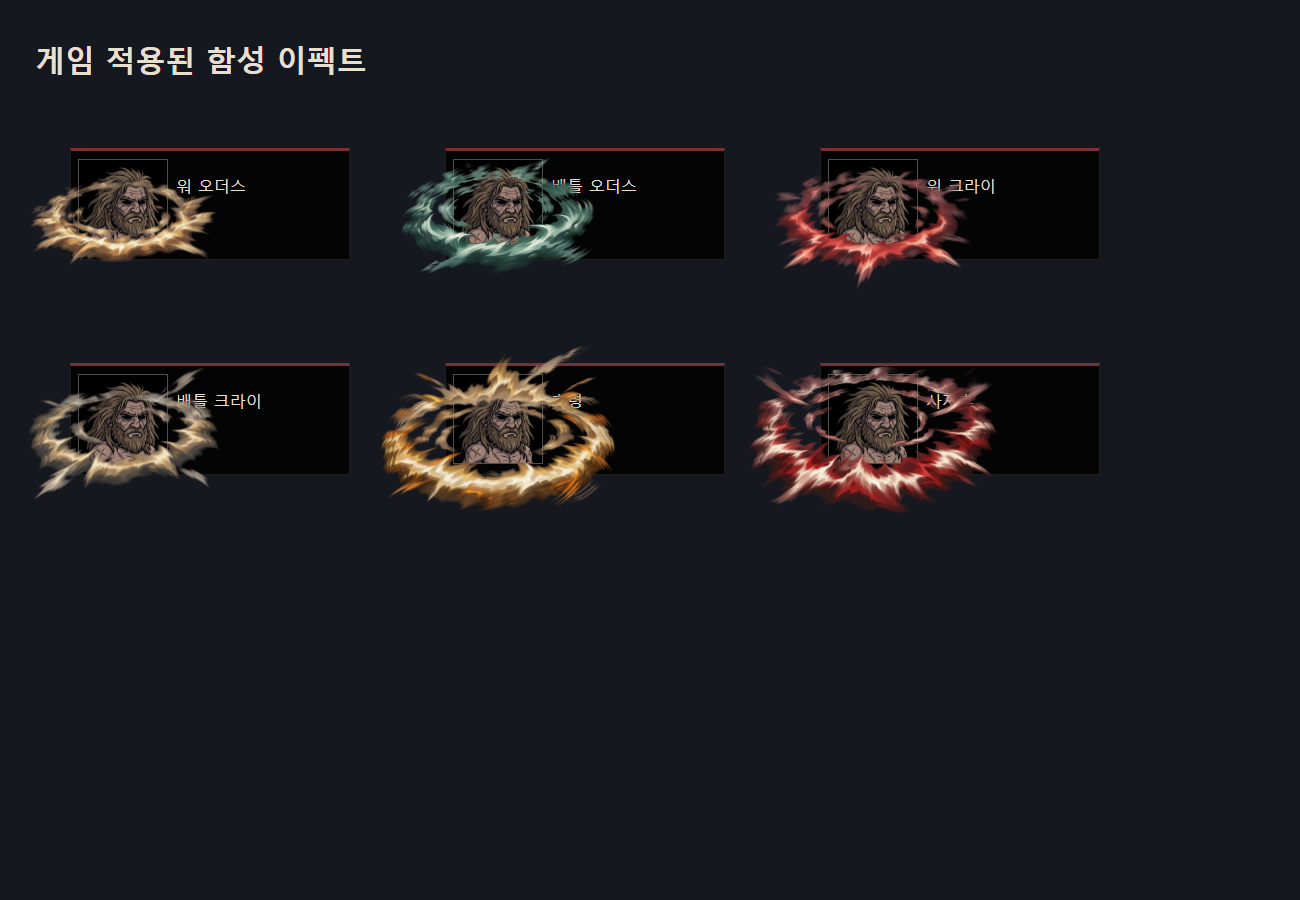 게임 적용된 함성 이펙트
워 오더스
배틀 오더스
워 크라이
배틀 크라이